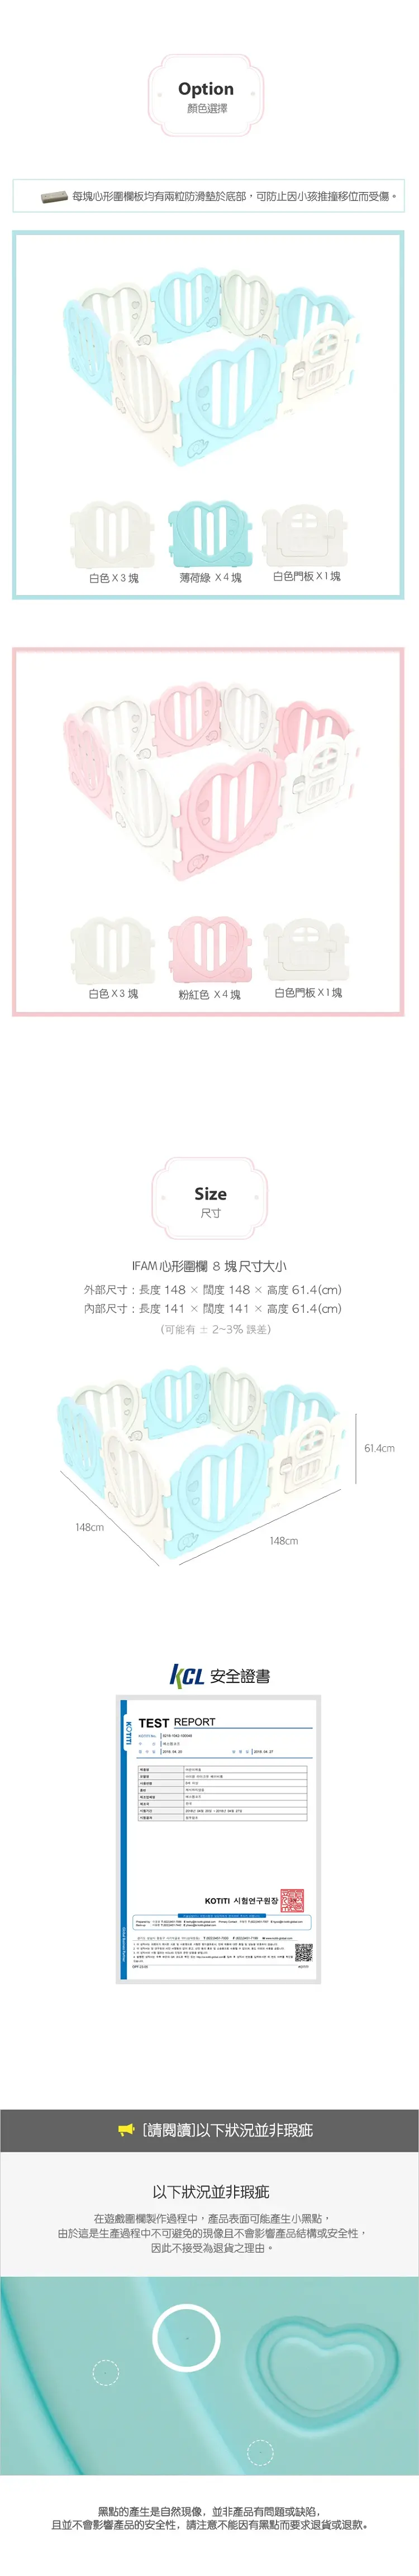 Option
顏色選擇
每塊心形圍欄板均有兩粒防滑墊於底部，可防止因小孩推撞移位而受傷。
白色 X 3 塊
薄荷綠 X 4 塊
白色門板 X 1 塊
白色 X 3 塊
粉紅色 X 4 塊
白色門板 X 1 塊
Size
尺寸
IFAM 心形圍欄 8 塊 尺寸大小
外部尺寸：長度 148 × 闊度 148 × 高度 61.4(cm)
內部尺寸：長度 141 × 闊度 141 × 高度 61.4(cm)
(可能有 ± 2~3% 誤差)
61.4cm
148cm
148cm
KCL 安全證書
KOTITI
TEST REPORT
KOTITI 시험연구원장
[請閱讀]以下狀況並非瑕疵
以下狀況並非瑕疵
在遊戲圍欄製作過程中，產品表面可能產生小黑點，
由於這是生產過程中不可避免的現像且不會影響產品結構或安全性，
因此不接受為退貨之理由。
黑點的產生是自然現像，並非產品有問題或缺陷，
且並不會影響產品的安全性，請注意不能因有黑點而要求退貨或退款。